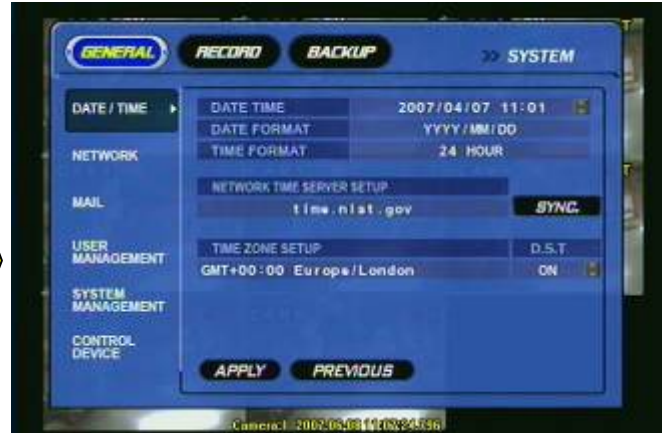 GENERAL RECORD BACKUP >> SYSTEM
DATE / TIME
NETWORK
MAIL
USER MANAGEMENT
SYSTEM MANAGEMENT
CONTROL DEVICE
DATE TIME 2007/04/07 11:01
DATE FORMAT YYYY/MM/DD
TIME FORMAT 24 HOUR
NETWORK TIME SERVER SETUP
time.nist.gov SYNC.
TIME ZONE SETUP D.S.T
GMT+00:00 Europe/London ON
APPLY PREVIOUS
Camera:1